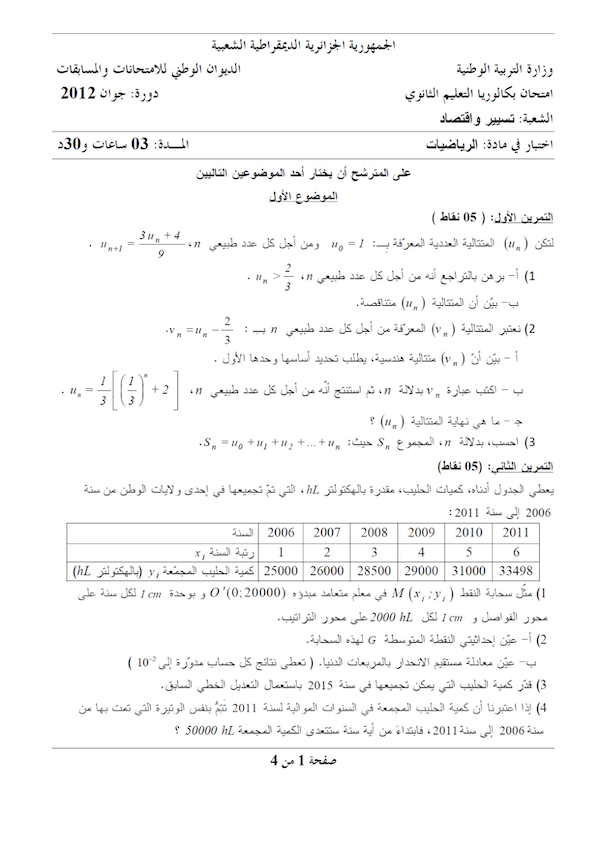 الجمهورية الجزائرية الديمقراطية الشعبية
وزارة التربية الوطنية الديوان الوطني للامتحانات والمسابقات
امتحان بكالوريا التعليم الثانوي دورة: جوان 2012
الشعبة: تسيير واقتصاد
اختبار في مادة: الرياضيات المـــدة: 03 ساعات و30د
على المترشح أن يختار أحد الموضوعين التاليين
الموضوع الأول
التمرين الأول: ( 05 نقاط )
لتكن (u_n) المتتالية العددية المعرّفة بـــ: u_0 = 1 ومن أجل كل عدد طبيعي n، u_{n+1} = \frac{3u_n + 4}{9} .
1) أ– برهن بالتراجع أنه من أجل كل عدد طبيعي n، u_n > \frac{2}{3} .
ب– بيّن أن المتتالية (u_n) متناقصة.
2) نعتبر المتتالية (v_n) المعرّفة من أجل كل عدد طبيعي n بـــ : v_n = u_n - \frac{2}{3}.
أ – بيّن أنّ (v_n) متتالية هندسية، يطلب تحديد أساسها وحدها الأول .
ب – اكتب عبارة v_n بدلالة n، ثم استنتج أنّه من أجل كل عدد طبيعي n، u_n = \frac{1}{3}\left[\left(\frac{1}{3}\right)^n + 2\right] .
جـ – ما هي نهاية المتتالية (u_n) ؟
3) احسب، بدلالة n، المجموع S_n حيث: S_n = u_0 + u_1 + u_2 + ... + u_n.
التمرين الثاني: (05 نقاط)
يعطي الجدول أدناه، كميات الحليب، مقدرة بالهكتولتر hL، التي تمّ تجميعها في إحدى ولايات الوطن من سنة
2006 إلى سنة 2011 :
السنة 2006 2007 2008 2009 2010 2011
رتبة السنة x_i 1 2 3 4 5 6
كمية الحليب المجمّعة y_i (بالهكتولتر hL) 25000 26000 28500 29000 31000 33498
1) مثّل سحابة النقط M(x_i ; y_i) في معلم متعامد مبدؤه O'(0; 20000) و بوحدة 1 cm لكل سنة على
محور الفواصل و 1 cm لكل 2000 hL على محور التراتيب.
2) أ– عيّن إحداثيتي النقطة المتوسطة G لهذه السحابة.
ب– عيّن معادلة مستقيم الانحدار بالمربعات الدنيا. ( تعطى نتائج كل حساب مدوّرة إلى 10^{-2} )
3) قدّر كمية الحليب التي يمكن تجميعها في سنة 2015 باستعمال التعديل الخطي السابق.
4) إذا اعتبرنا أن كمية الحليب المجمعة في السنوات الموالية لسنة 2011 تَتِمُّ بنفس الوتيرة التي تمت بها من
سنة 2006 إلى سنة 2011، فابتداءً من أية سنة ستتعدى الكمية المجمعة 50000 hL ؟
صفحة 1 من 4